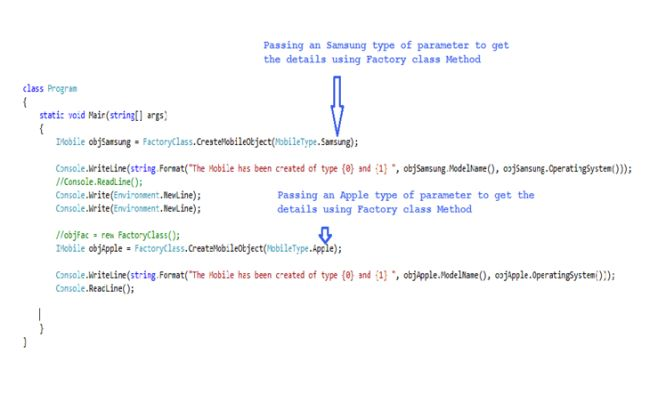 Passing an Samsung type of parameter to get
the details using Factory class Method
class Program
{
static void Main(string[] args)
{
IMobile objSamsung = FactoryClass.CreateMobileObject(MobileType.Samsung);
Console.WriteLine(string.Format("The Mobile has been created of type {0} and {1} ", objSamsung.ModelName(), objSamsung.OperatingSystem()));
//Console.ReadLine();
Console.Write(Environment.NewLine);
Console.Write(Environment.NewLine);
Passing an Apple type of parameter to get the
details using Factory class Method
//objFac = new FactoryClass();
IMobile objApple = FactoryClass.CreateMobileObject(MobileType.Apple);
Console.WriteLine(string.Format("The Mobile has been created of type {0} and {1} ", objApple.ModelName(), objApple.OperatingSystem()));
Console.ReadLine();
}
}